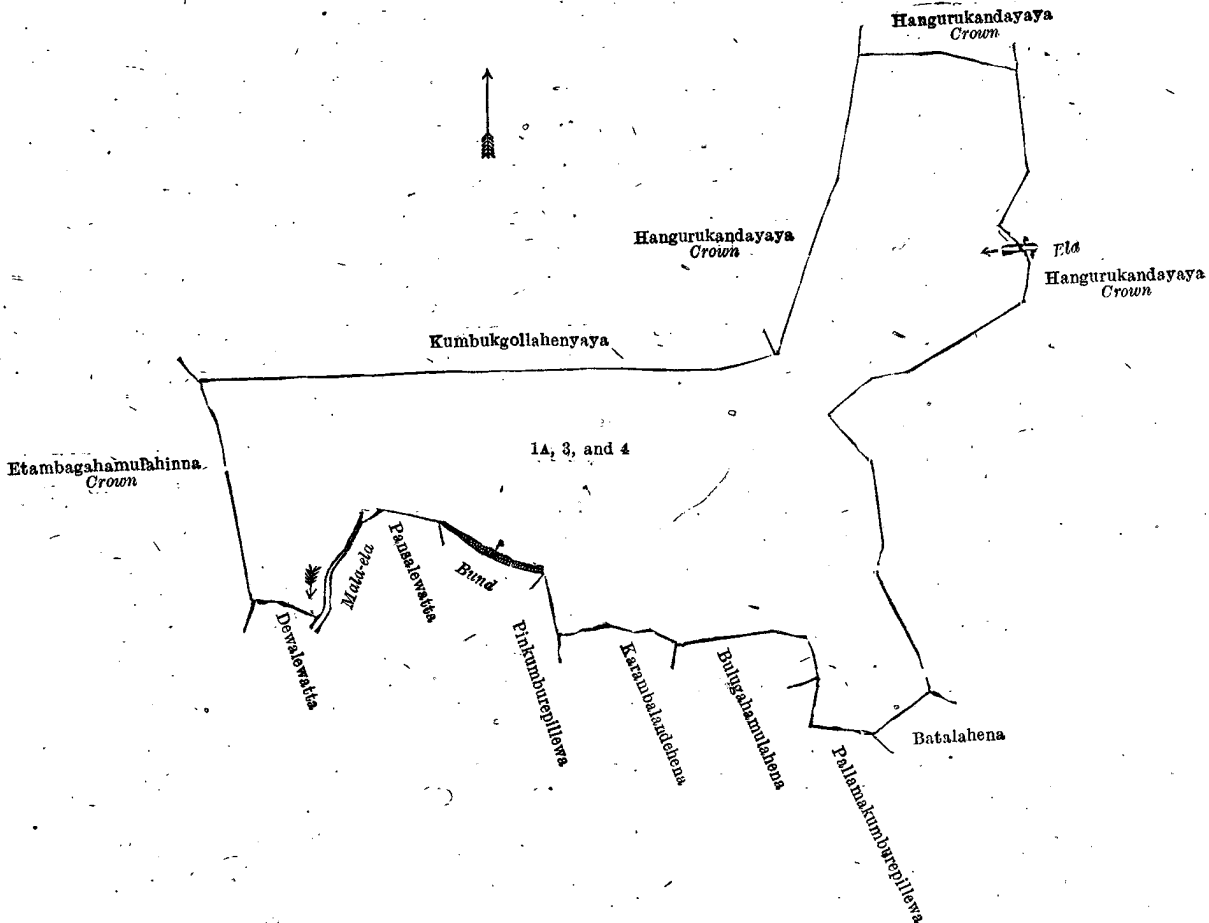 Hangurukandayaya
Crown
Hangurukandayaya
Crown
Ela
Hangurukandayaya
Crown
Kumbukgollahenyaya
1A, 3, and 4
Etambagahamulahinna
Crown
Mala-ela
Pansalewatta
Bund
Dewalewatta
Pinkumburepillewa
Karambalandehena
Bulugahamulahena
Batalahena
Pallamakumburepillewa